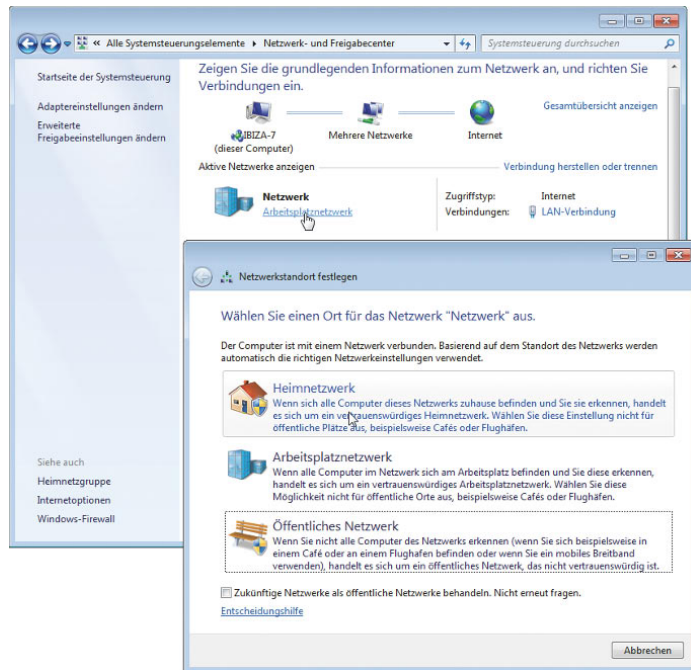 « Alle Systemsteuerungselemente ▸ Netzwerk- und Freigabecenter
Systemsteuerung durchsuchen
Startseite der Systemsteuerung
Adaptereinstellungen ändern
Erweiterte
Freigabeeinstellungen ändern
Zeigen Sie die grundlegenden Informationen zum Netzwerk an, und richten Sie
Verbindungen ein.
Gesamtübersicht anzeigen
IBIZA-7
(dieser Computer)
Mehrere Netzwerke
Internet
Aktive Netzwerke anzeigen
Verbindung herstellen oder trennen
Netzwerk
Arbeitsplatznetzwerk
Zugriffstyp: Internet
Verbindungen: LAN-Verbindung
Siehe auch
Heimnetzgruppe
Internetoptionen
Windows-Firewall
Netzwerkstandort festlegen
Wählen Sie einen Ort für das Netzwerk "Netzwerk" aus.
Der Computer ist mit einem Netzwerk verbunden. Basierend auf dem Standort des Netzwerks werden
automatisch die richtigen Netzwerkeinstellungen verwendet.
Heimnetzwerk
Wenn sich alle Computer dieses Netzwerks zuhause befinden und Sie sie erkennen, handelt
es sich um ein vertrauenswürdiges Heimnetzwerk. Wählen Sie diese Einstellung nicht für
öffentliche Plätze aus, beispielsweise Cafés oder Flughäfen.
Arbeitsplatznetzwerk
Wenn alle Computer im Netzwerk sich am Arbeitsplatz befinden und Sie diese erkennen,
handelt es sich um ein vertrauenswürdiges Arbeitsplatznetzwerk. Wählen Sie diese
Möglichkeit nicht für öffentliche Orte aus, beispielsweise Cafés oder Flughäfen.
Öffentliches Netzwerk
Wenn Sie nicht alle Computer des Netzwerks erkennen (wenn Sie sich beispielsweise in
einem Café oder an einem Flughafen befinden oder wenn Sie ein mobiles Breitband
verwenden), handelt es sich um ein öffentliches Netzwerk, das nicht vertrauenswürdig ist.
Zukünftige Netzwerke als öffentliche Netzwerke behandeln. Nicht erneut fragen.
Entscheidungshilfe
Abbrechen